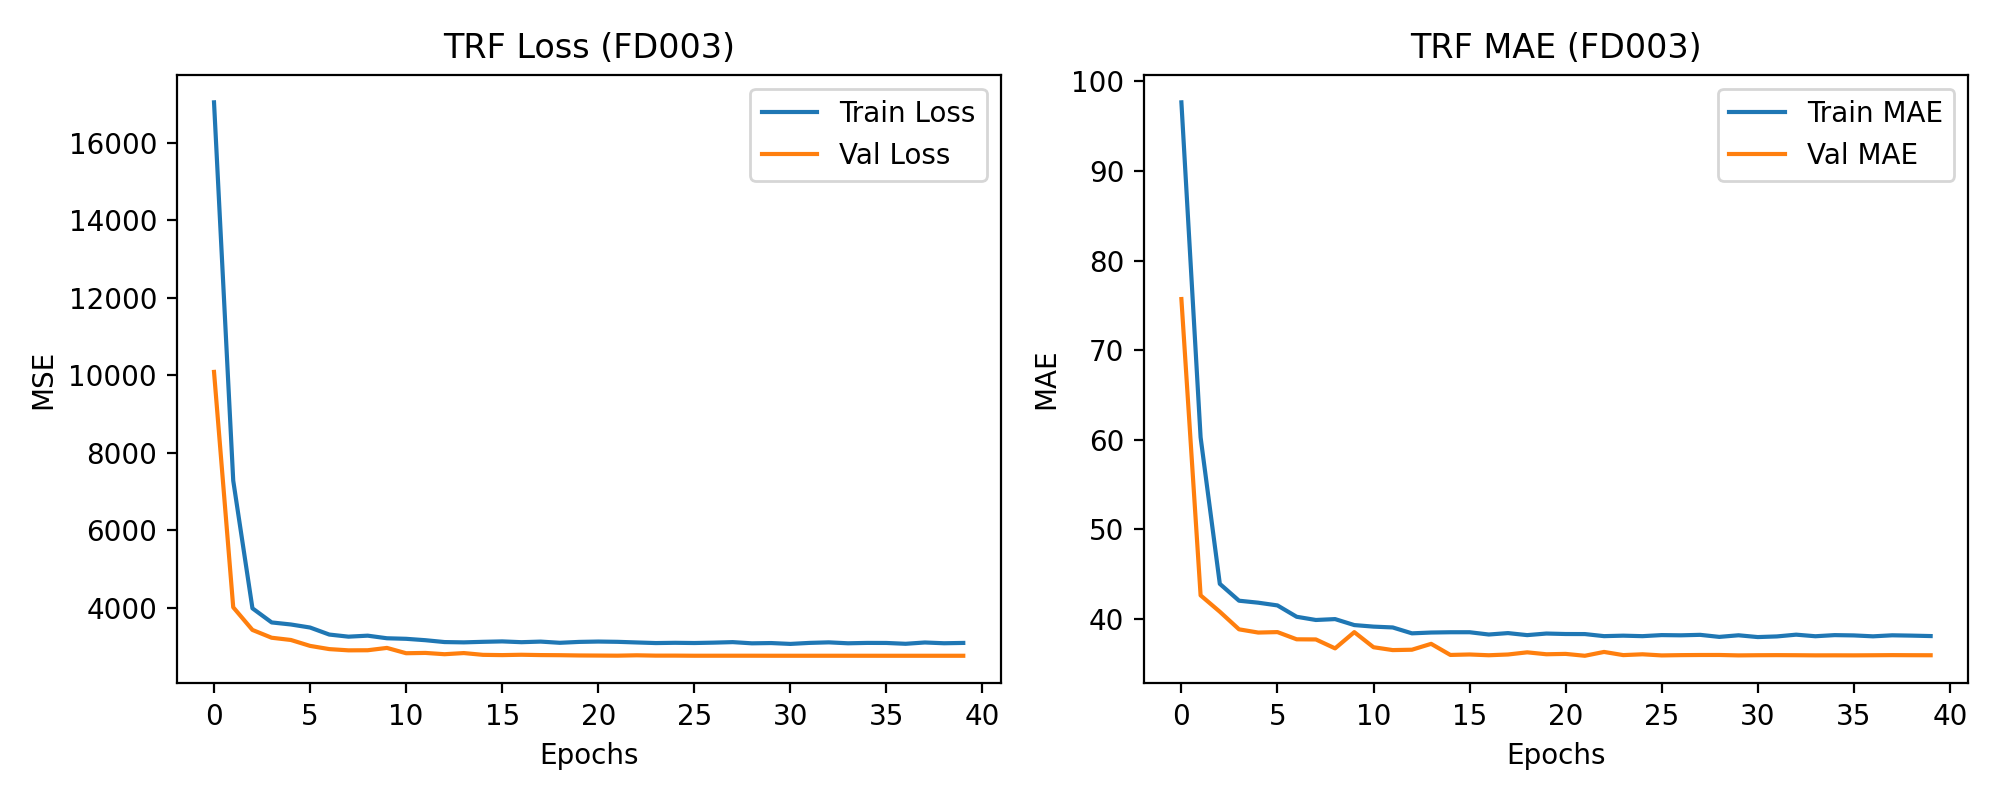 TRF Loss (FD003)
MSE
16000
14000
12000
10000
8000
6000
4000
Train Loss
Val Loss
0 5 10 15 20 25 30 35 40
Epochs
TRF MAE (FD003)
MAE
100
90
80
70
60
50
40
Train MAE
Val MAE
0 5 10 15 20 25 30 35 40
Epochs